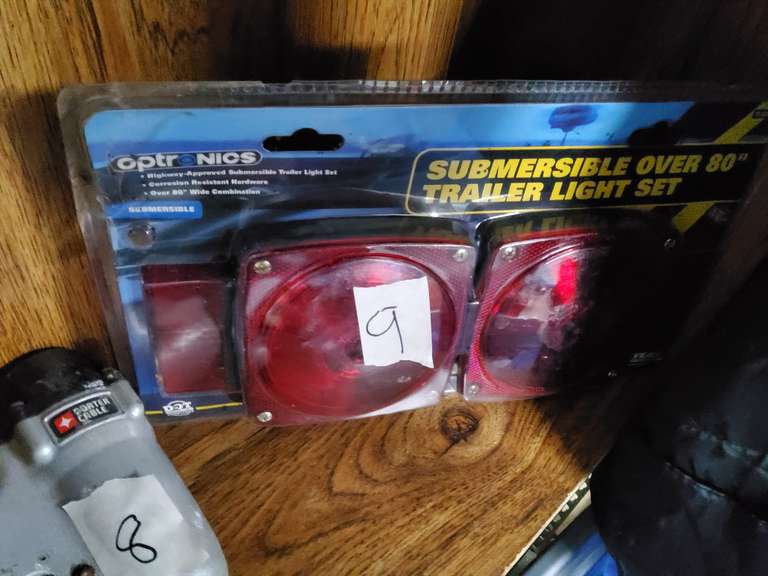 optronics
• Highway-Approved Submersible Trailer Light Set
• Corrosion Resistant Hardware
• Over 80" Wide Combination
SUBMERSIBLE
SUBMERSIBLE OVER 80"
TRAILER LIGHT SET
9
DOT
PORTER
CABLE
8